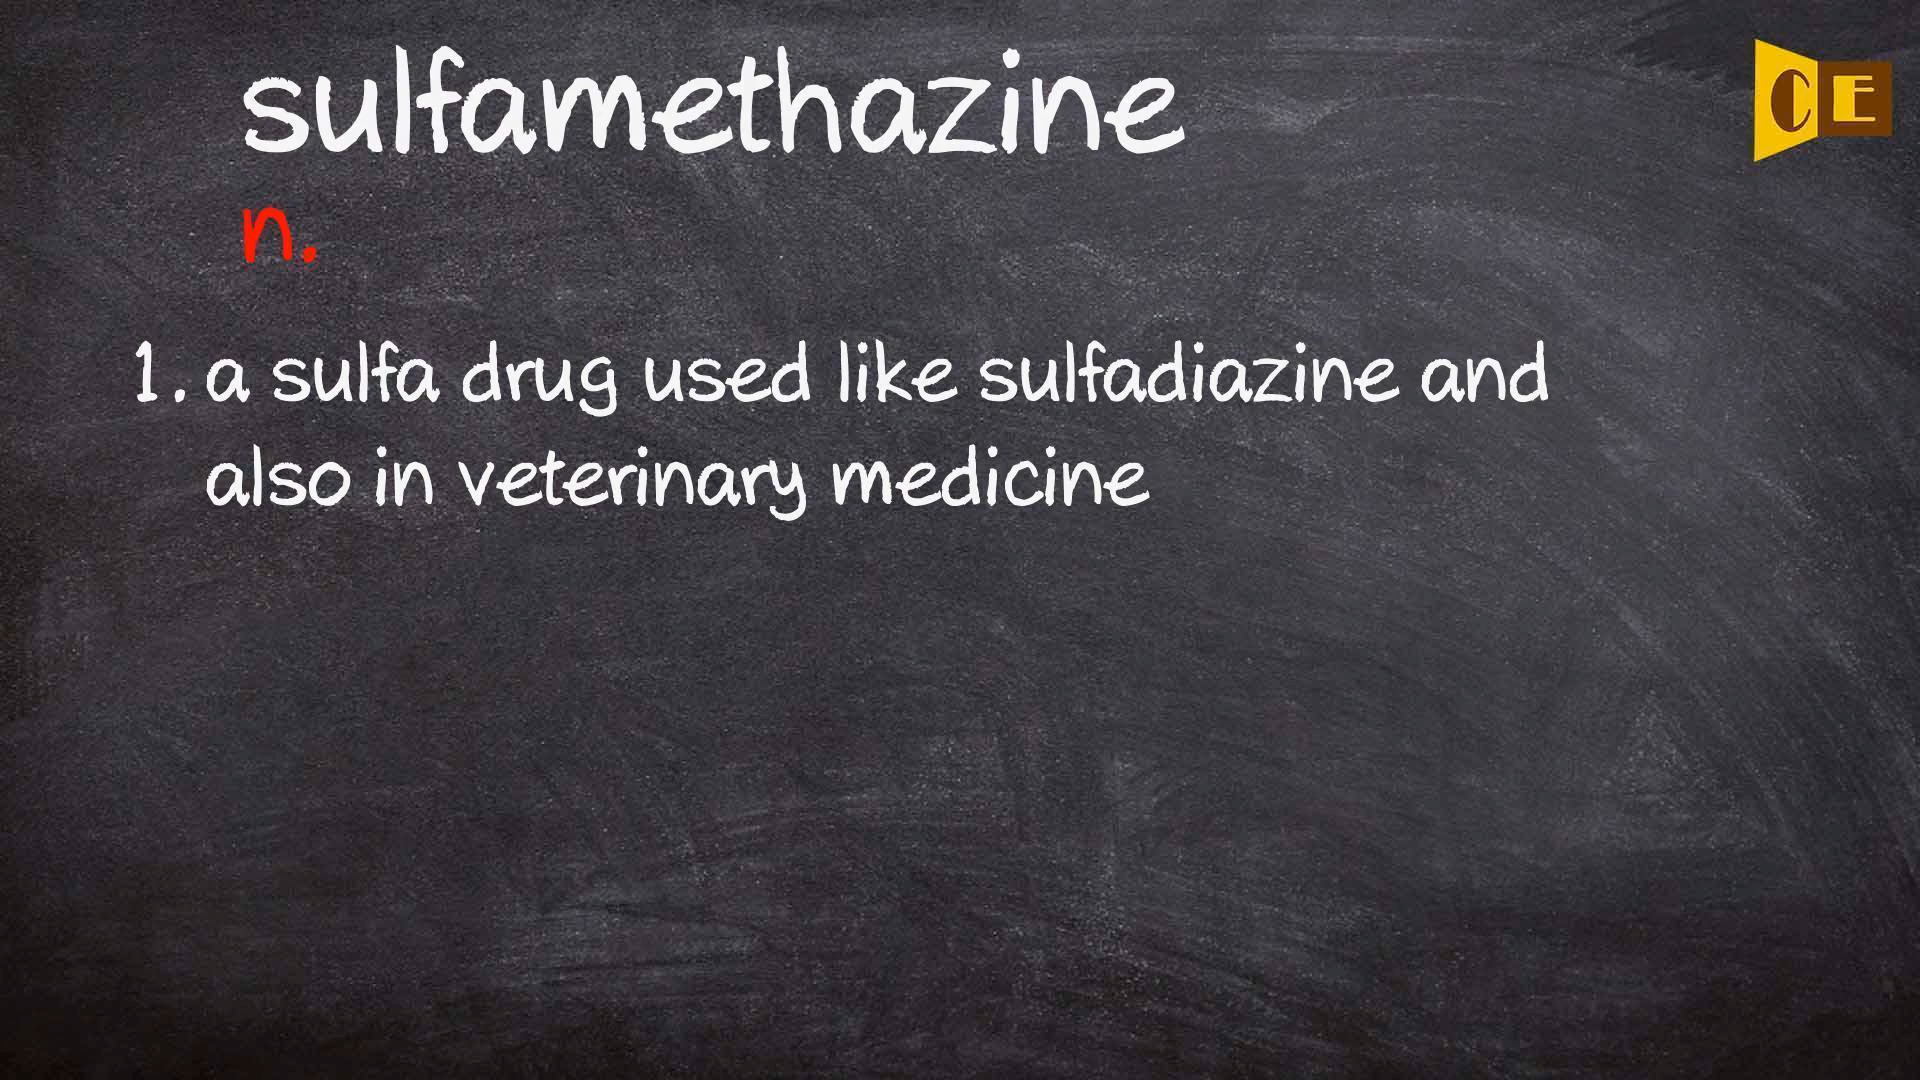 sulfamethazine
CE
n.
1. a sulfa drug used like sulfadiazine and
also in veterinary medicine